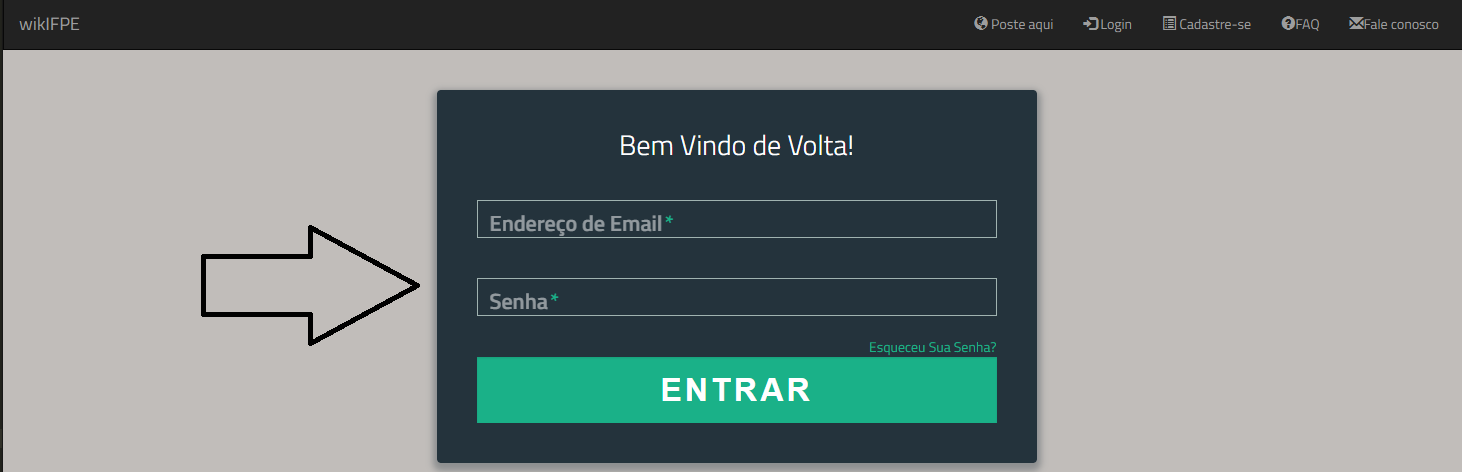 wikIFPE
Poste aqui Login Cadastre-se FAQ Fale conosco
Bem Vindo de Volta!
Endereço de Email*
Senha*
Esqueceu Sua Senha?
ENTRAR